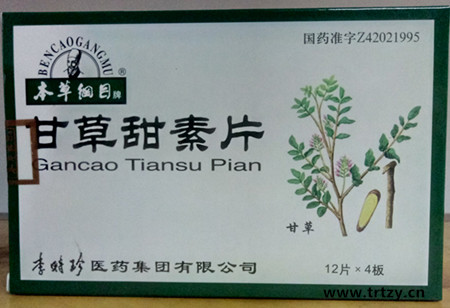 国药准字Z42021995
BENCAOGANGMU
®
本草纲目牌
甘草甜素片
Gancao Tiansu Pian
甘草
李时珍医药集团有限公司
12片×4板
www.trtzy.cn